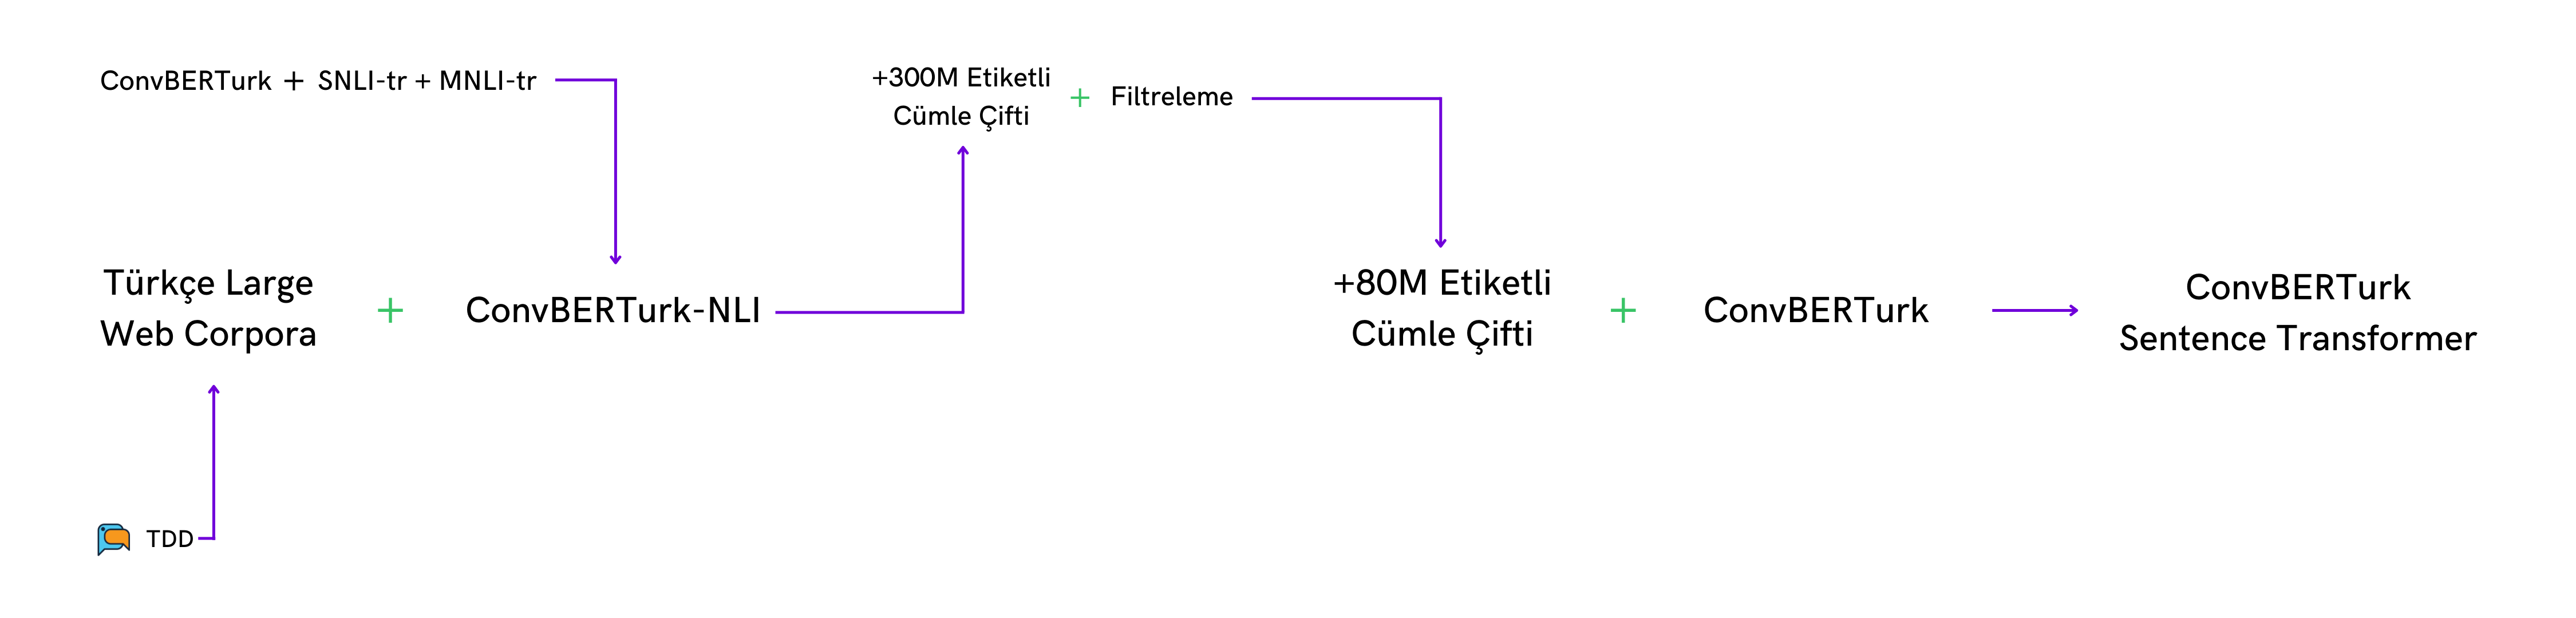 ConvBERTurk + SNLI-tr + MNLI-tr
+300M Etiketli
Cümle Çifti
+ Filtreleme
Türkçe Large
Web Corpora
+
ConvBERTurk-NLI
+80M Etiketli
Cümle Çifti
+
ConvBERTurk
ConvBERTurk
Sentence Transformer
TDD